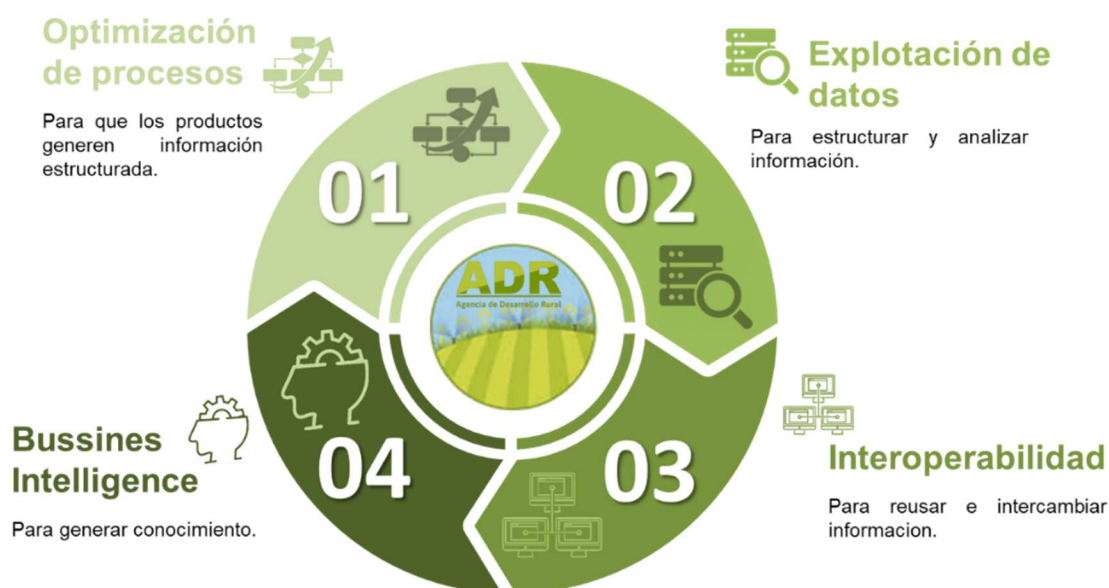 Optimización
de procesos
Para que los productos
generen información
estructurada.
01
Explotación de
datos
Para estructurar y analizar
información.
02
ADR
Agencia de Desarrollo Rural
Interoperabilidad
Para reusar e intercambiar
informacion.
03
Bussines
Intelligence
Para generar conocimiento.
04